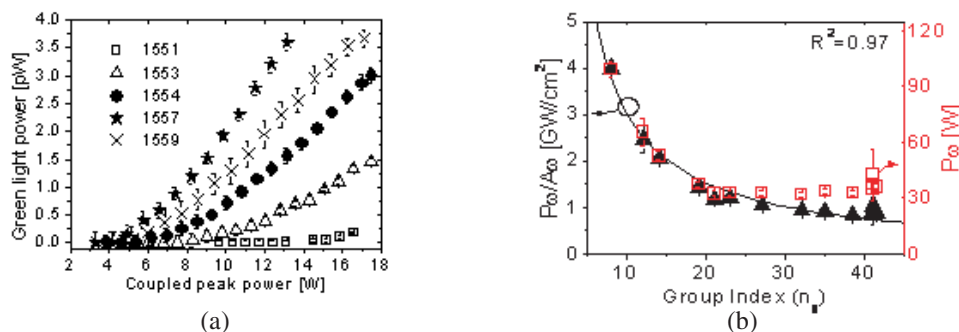 Green light power [pW]
4.0
3.5
3.0
2.5
2.0
1.5
1.0
0.5
0.0
1551
1553
1554
1557
1559
2 4 6 8 10 12 14 16 18
Coupled peak power [W]
(a)
Pω/Aω [GW/cm²]
5
4
3
2
1
0
R²=0.97
10 20 30 40
Group Index (n g )
120
90
60
30
0
Pω [W]
(b)